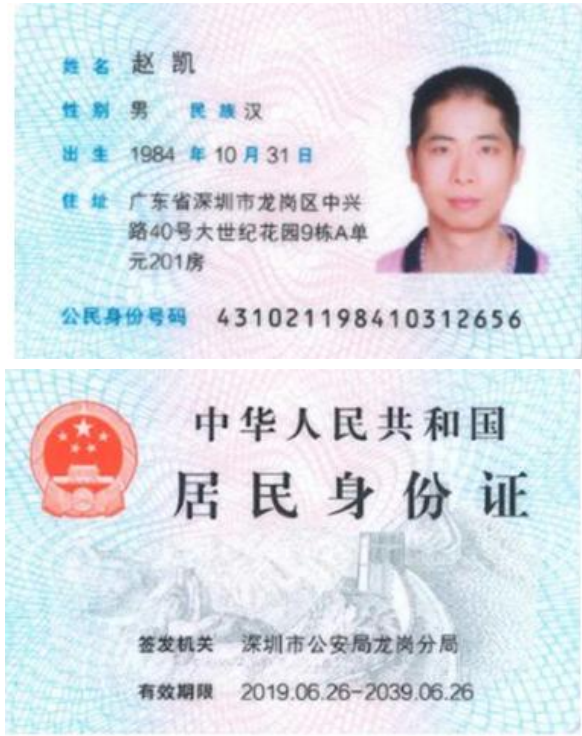 姓名 赵凯
性别 男 民族 汉
出生 1984 年 10 月 31 日
住址 广东省深圳市龙岗区中兴
路40号大世纪花园9栋A单
元201房
公民身份号码 431021198410312656
中华人民共和国
居民身份证
签发机关 深圳市公安局龙岗分局
有效期限 2019.06.26-2039.06.26